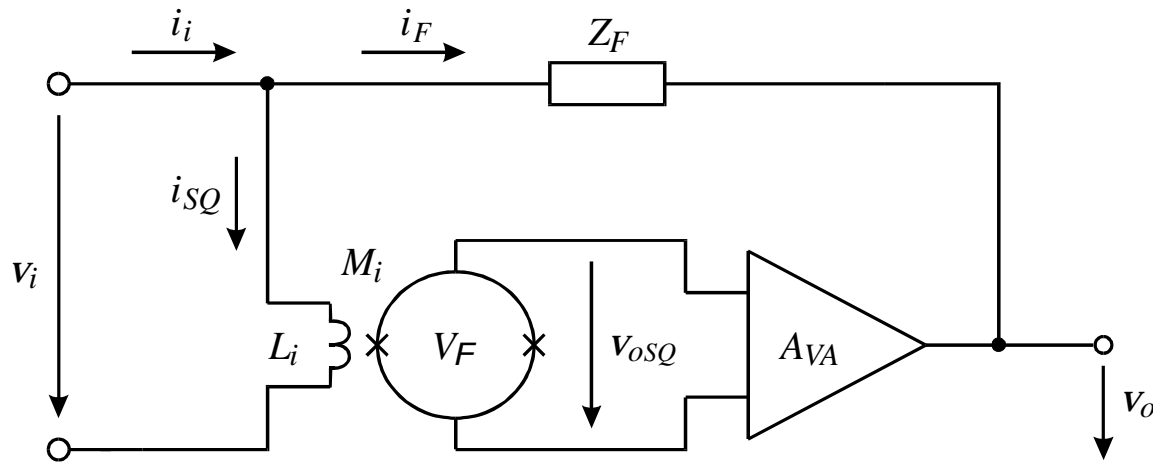 i_i
i_F
Z_F
i_SQ
v_i
M_i
L_i
V_F
v_oSQ
A_VA
v_o